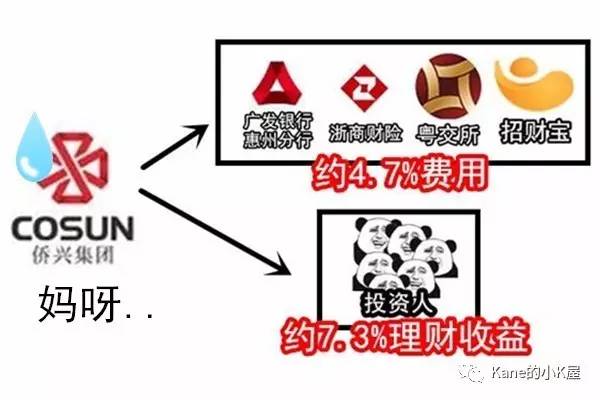 广发银行
惠州分行
浙商财险
粤交所
招财宝
约4.7%费用
COSUN
侨兴集团
妈呀..
投资人
约7.3%理财收益
Kane的小K屋